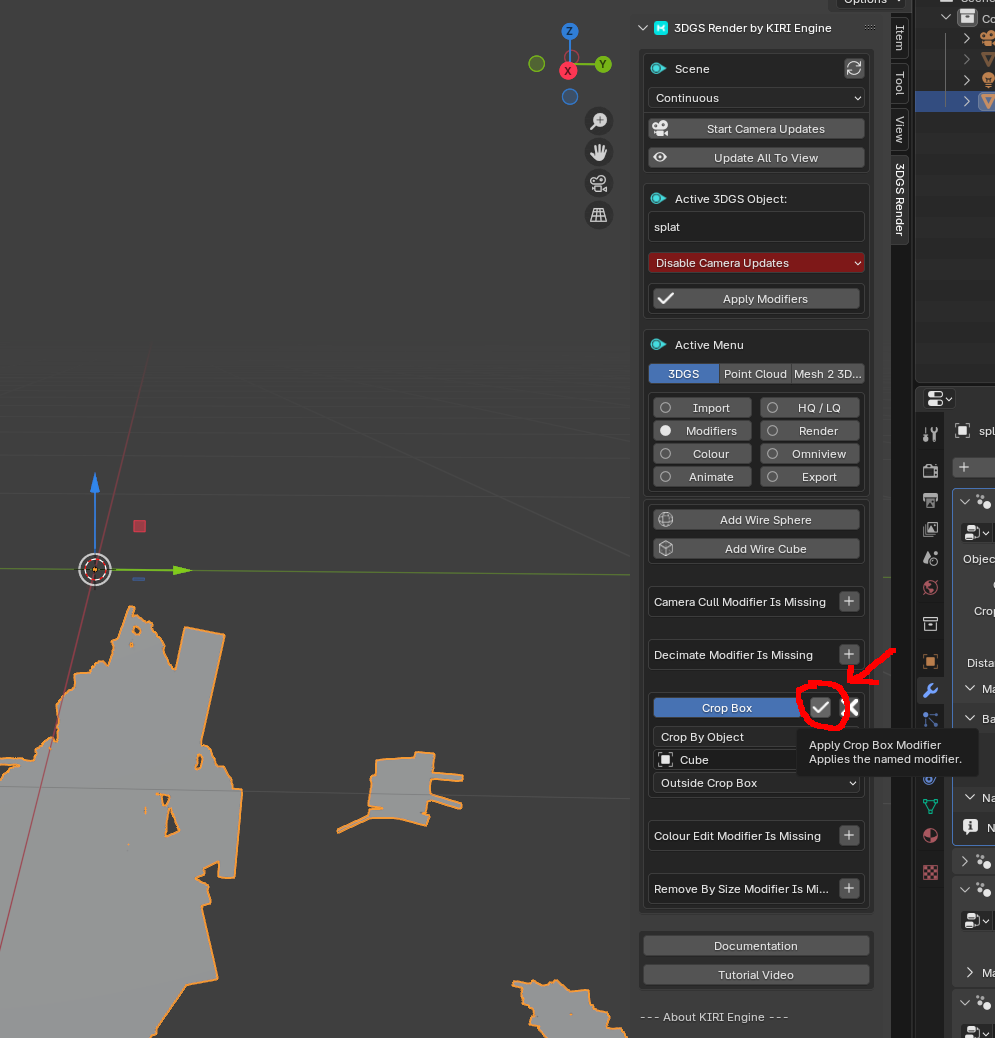 Options
Z
Y
X
3DGS Render by KIRI Engine
Item
Tool
View
3DGS Render
Scene
Continuous
Start Camera Updates
Update All To View
Active 3DGS Object:
splat
Disable Camera Updates
Apply Modifiers
Active Menu
3DGS Point Cloud Mesh 2 3D...
Import HQ / LQ
Modifiers Render
Colour Omniview
Animate Export
Add Wire Sphere
Add Wire Cube
Camera Cull Modifier Is Missing
Decimate Modifier Is Missing
Crop Box
Crop By Object
Cube
Outside Crop Box
Apply Crop Box Modifier
Applies the named modifier.
Colour Edit Modifier Is Missing
Remove By Size Modifier Is Mi...
Documentation
Tutorial Video
--- About KIRI Engine ---
Co
spl
Objec
Crop
Dista
Ma
Ba
Na
N
Ma